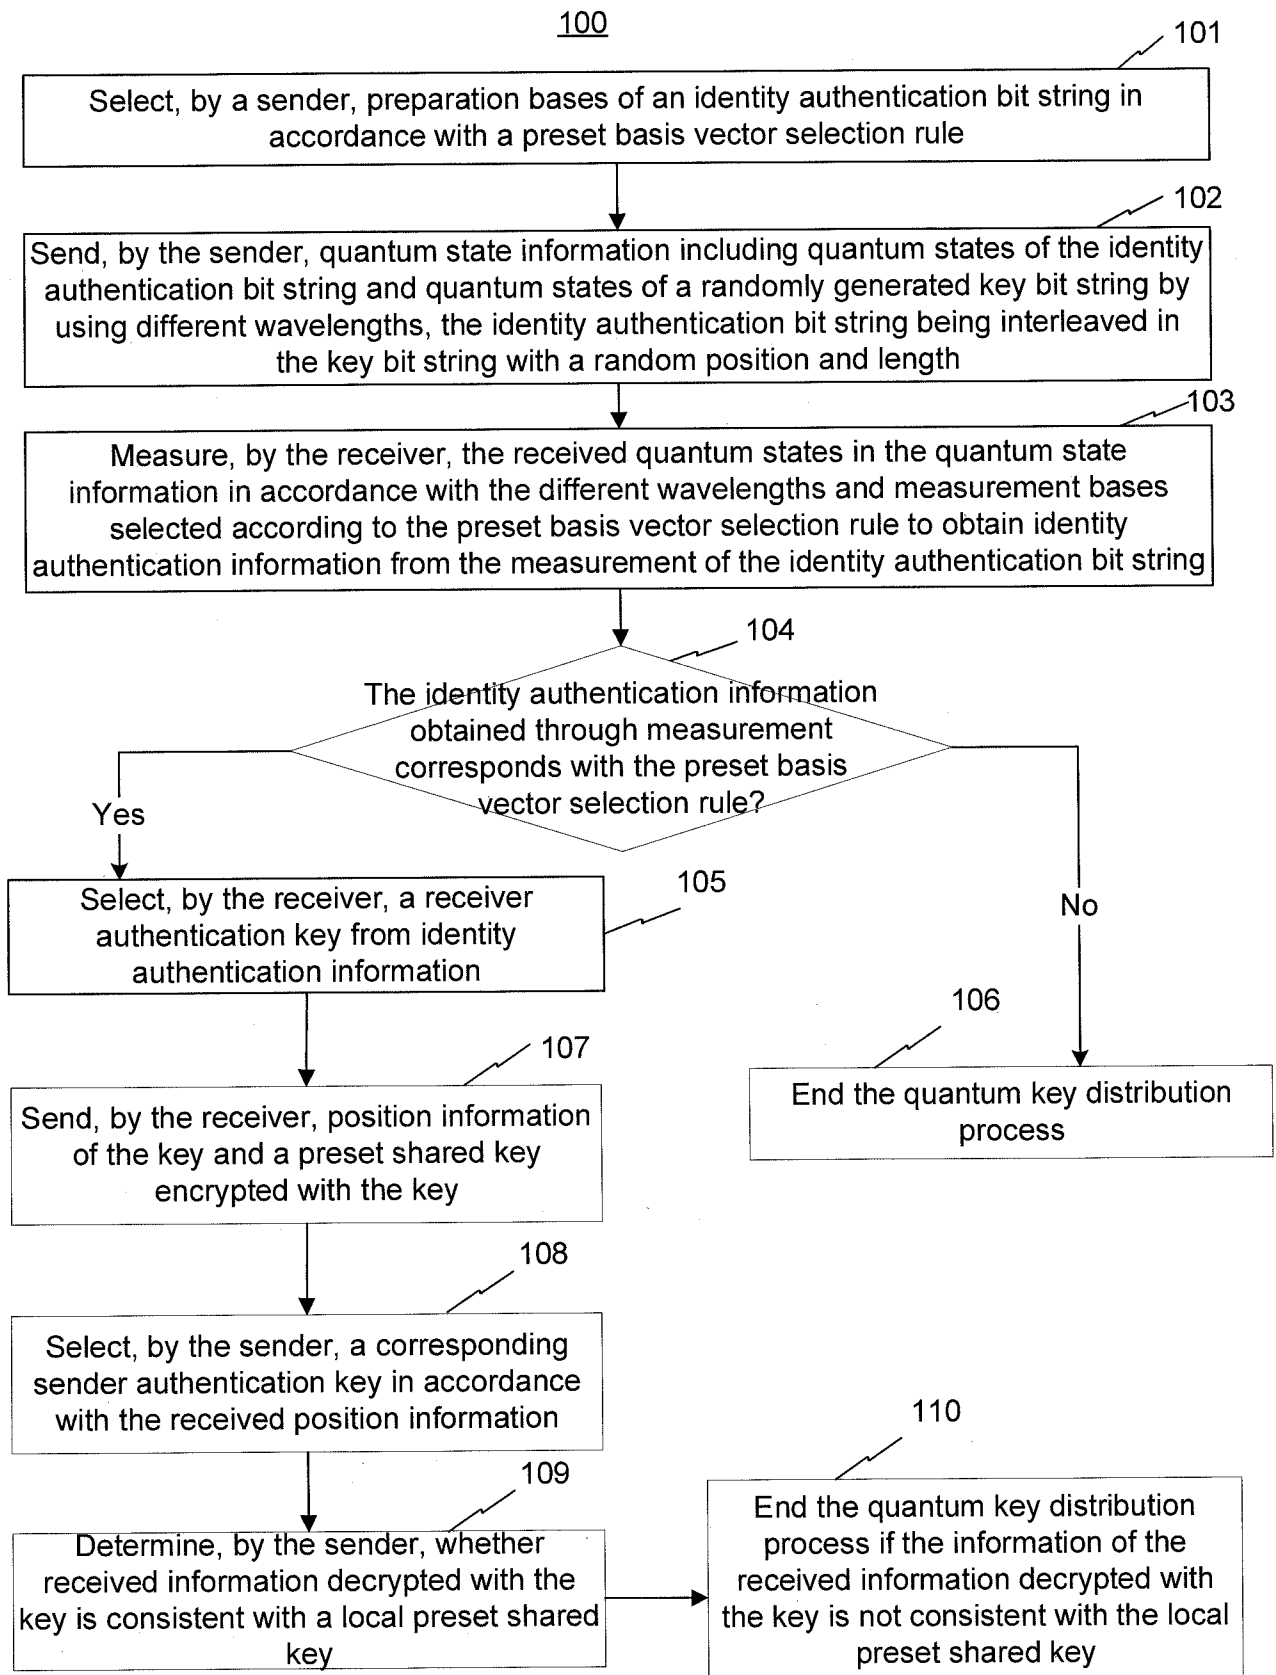 100
101
Select, by a sender, preparation bases of an identity authentication bit string in
accordance with a preset basis vector selection rule
102
Send, by the sender, quantum state information including quantum states of the identity
authentication bit string and quantum states of a randomly generated key bit string by
using different wavelengths, the identity authentication bit string being interleaved in
the key bit string with a random position and length
103
Measure, by the receiver, the received quantum states in the quantum state
information in accordance with the different wavelengths and measurement bases
selected according to the preset basis vector selection rule to obtain identity
authentication information from the measurement of the identity authentication bit string
104
The identity authentication information
obtained through measurement
corresponds with the preset basis
vector selection rule?
Yes
No
105
Select, by the receiver, a receiver
authentication key from identity
authentication information
106
End the quantum key distribution
process
107
Send, by the receiver, position information
of the key and a preset shared key
encrypted with the key
108
Select, by the sender, a corresponding
sender authentication key in accordance
with the received position information
109
Determine, by the sender, whether
received information decrypted with the
key is consistent with a local preset shared
key
110
End the quantum key distribution
process if the information of the
received information decrypted with
the key is not consistent with the local
preset shared key